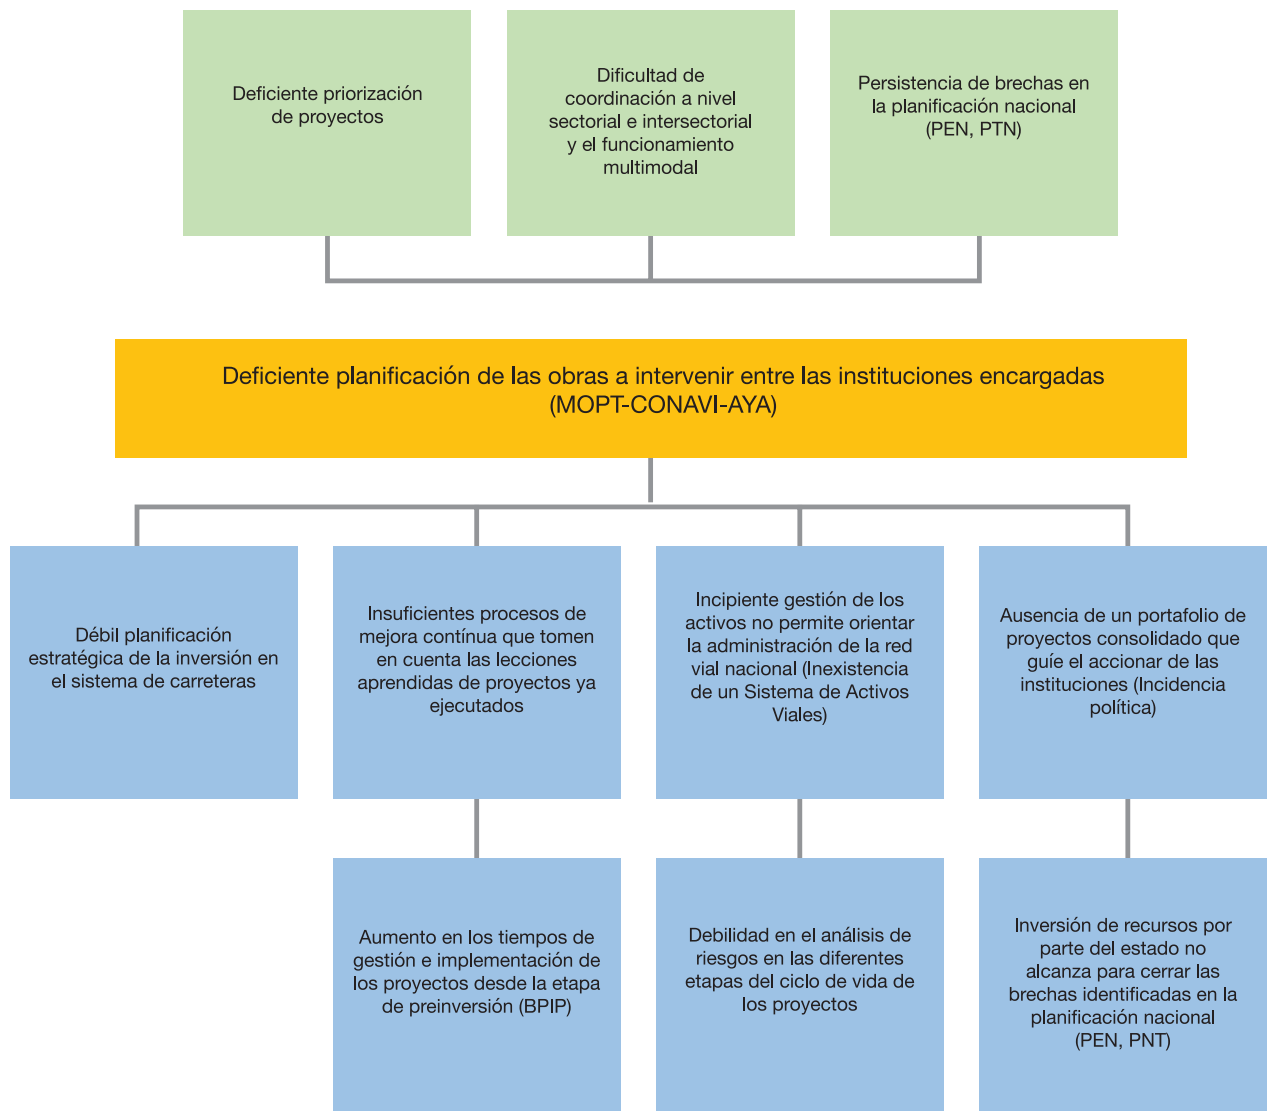 Deficiente priorización
de proyectos
Dificultad de
coordinación a nivel
sectorial e intersectorial
y el funcionamiento
multimodal
Persistencia de brechas en
la planificación nacional
(PEN, PTN)
Deficiente planificación de las obras a intervenir entre las instituciones encargadas
(MOPT-CONAVI-AYA)
Débil planificación
estratégica de la inversión en
el sistema de carreteras
Insuficientes procesos de
mejora contínua que tomen
en cuenta las lecciones
aprendidas de proyectos ya
ejecutados
Incipiente gestión de los
activos no permite orientar
la administración de la red
vial nacional (Inexistencia
de un Sistema de Activos
Viales)
Ausencia de un portafolio de
proyectos consolidado que
guíe el accionar de las
instituciones (Incidencia
política)
Aumento en los tiempos de
gestión e implementación de
los proyectos desde la etapa
de preinversión (BPIP)
Debilidad en el análisis de
riesgos en las diferentes
etapas del ciclo de vida de
los proyectos
Inversión de recursos por
parte del estado no
alcanza para cerrar las
brechas identificadas en la
planificación nacional
(PEN, PNT)